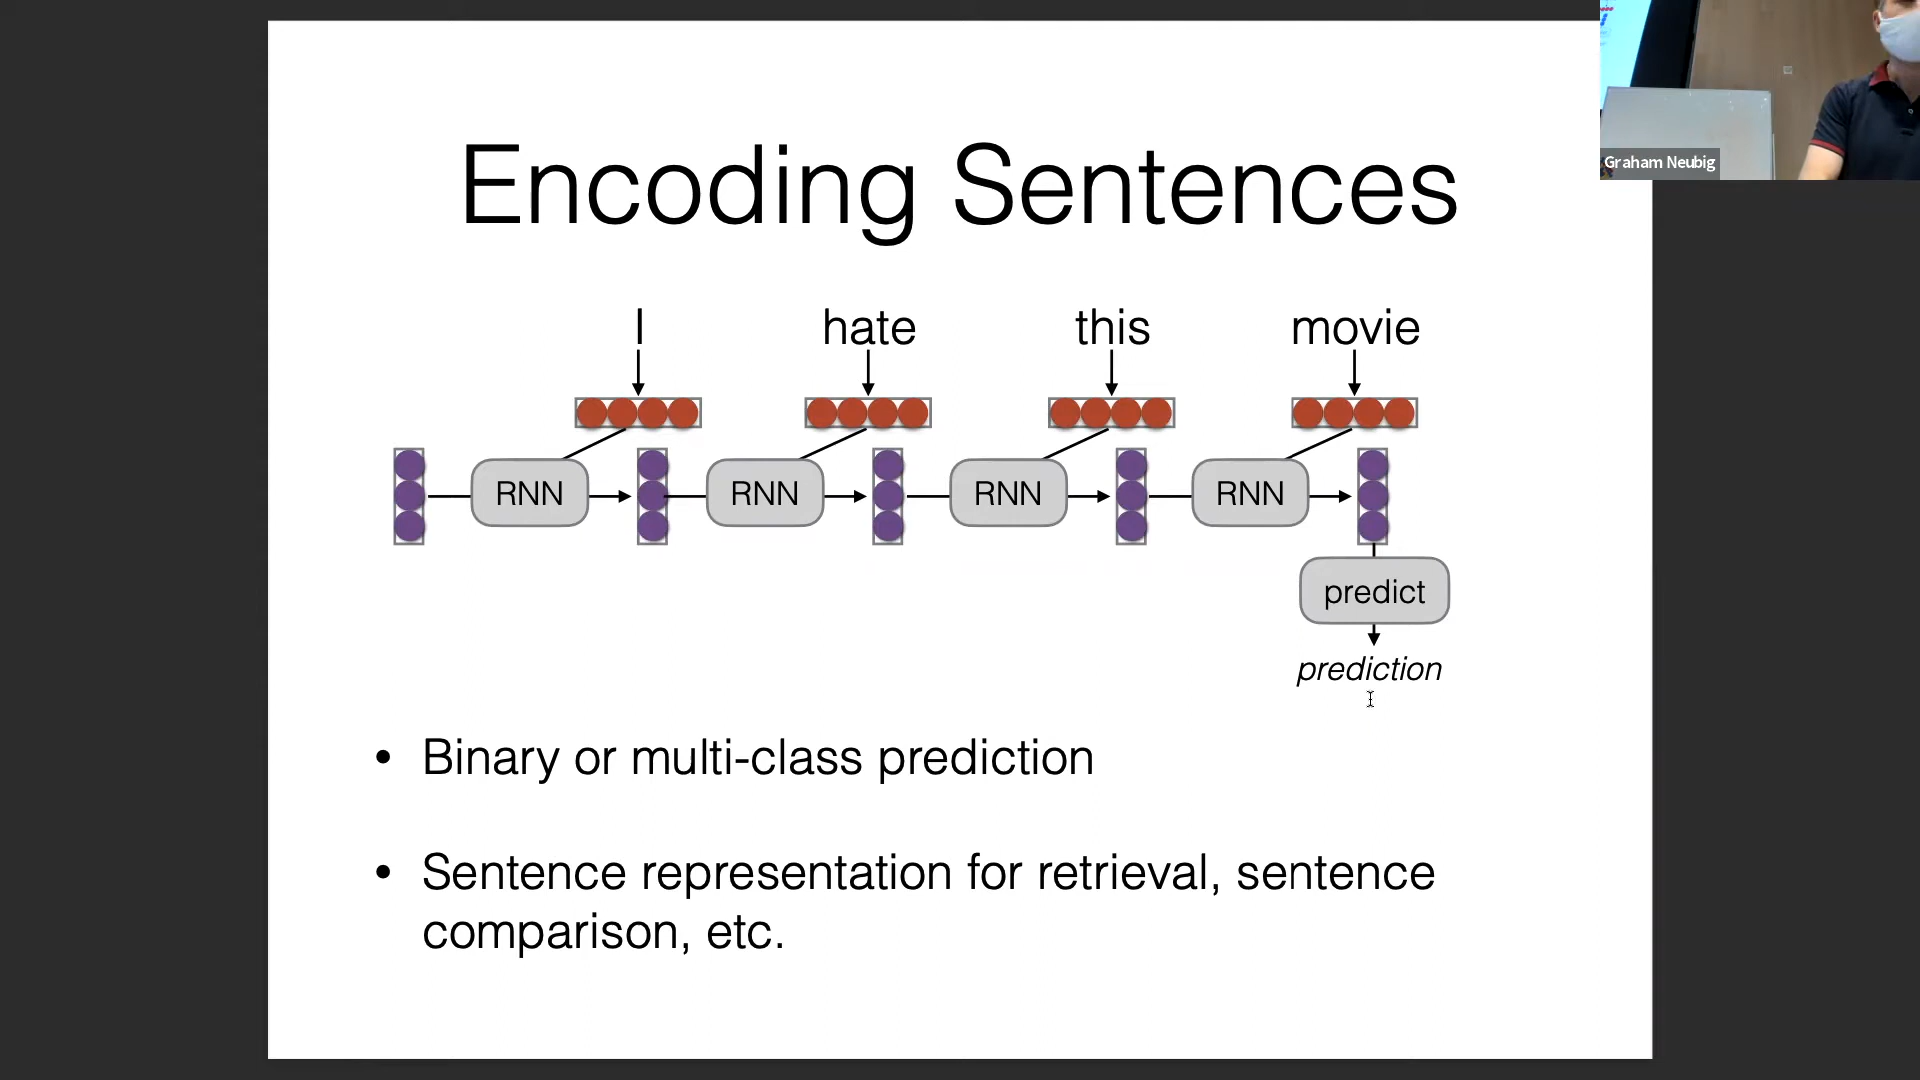 Graham Neubig
Encoding Sentences
I hate this movie
RNN RNN RNN RNN
predict
prediction
• Binary or multi-class prediction
• Sentence representation for retrieval, sentence
comparison, etc.